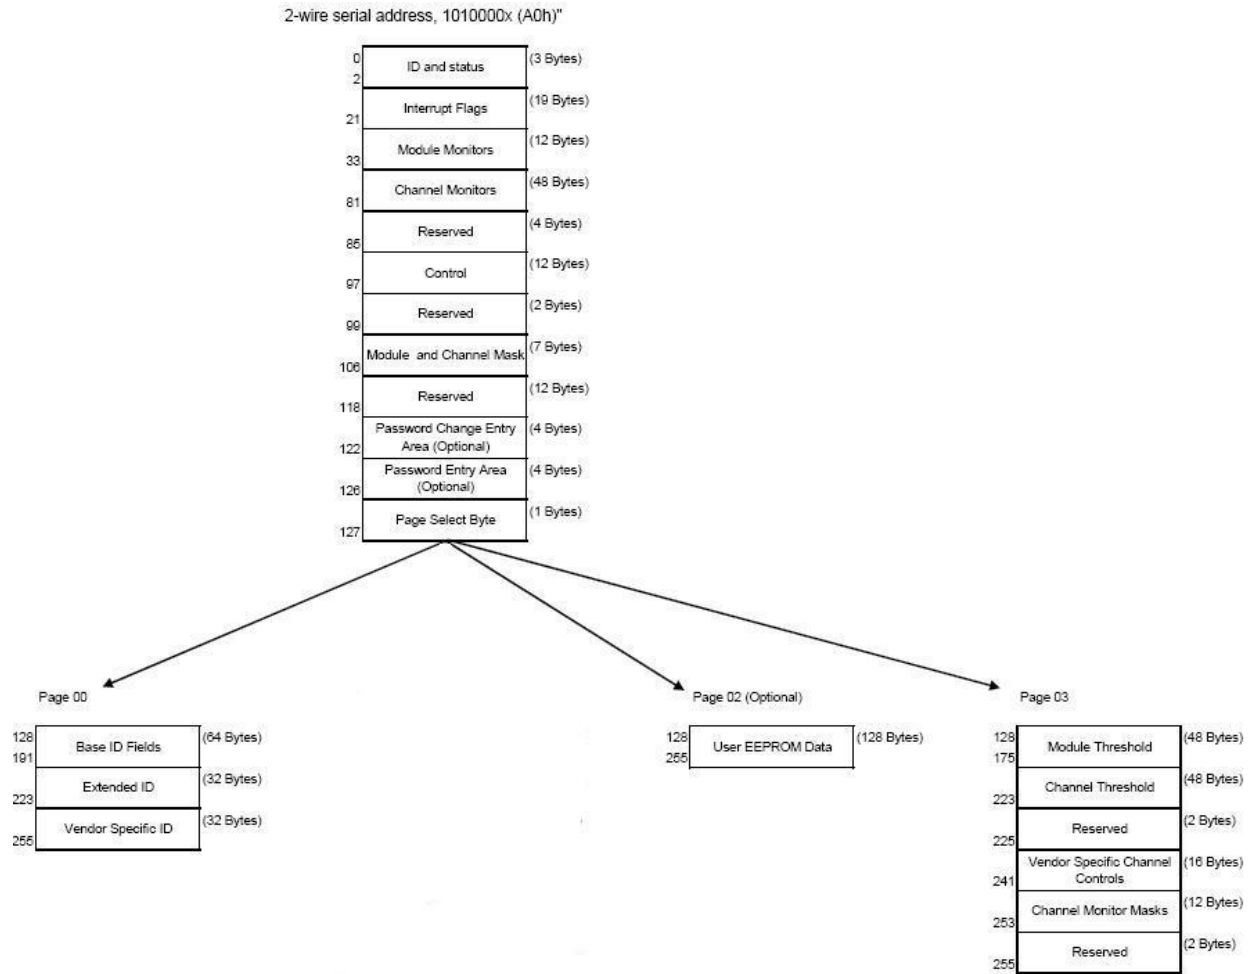 2-wire serial address, 1010000x (A0h)"
0
2
ID and status
(3 Bytes)
21
Interrupt Flags
(19 Bytes)
33
Module Monitors
(12 Bytes)
81
Channel Monitors
(48 Bytes)
85
Reserved
(4 Bytes)
97
Control
(12 Bytes)
99
Reserved
(2 Bytes)
106
Module and Channel Mask
(7 Bytes)
118
Reserved
(12 Bytes)
122
Password Change Entry
Area (Optional)
(4 Bytes)
126
Password Entry Area
(Optional)
(4 Bytes)
127
Page Select Byte
(1 Bytes)
Page 00
128
191
Base ID Fields
(64 Bytes)
223
Extended ID
(32 Bytes)
255
Vendor Specific ID
(32 Bytes)
Page 02 (Optional)
128
255
User EEPROM Data
(128 Bytes)
Page 03
128
175
Module Threshold
(48 Bytes)
223
Channel Threshold
(48 Bytes)
225
Reserved
(2 Bytes)
241
Vendor Specific Channel
Controls
(16 Bytes)
253
Channel Monitor Masks
(12 Bytes)
255
Reserved
(2 Bytes)